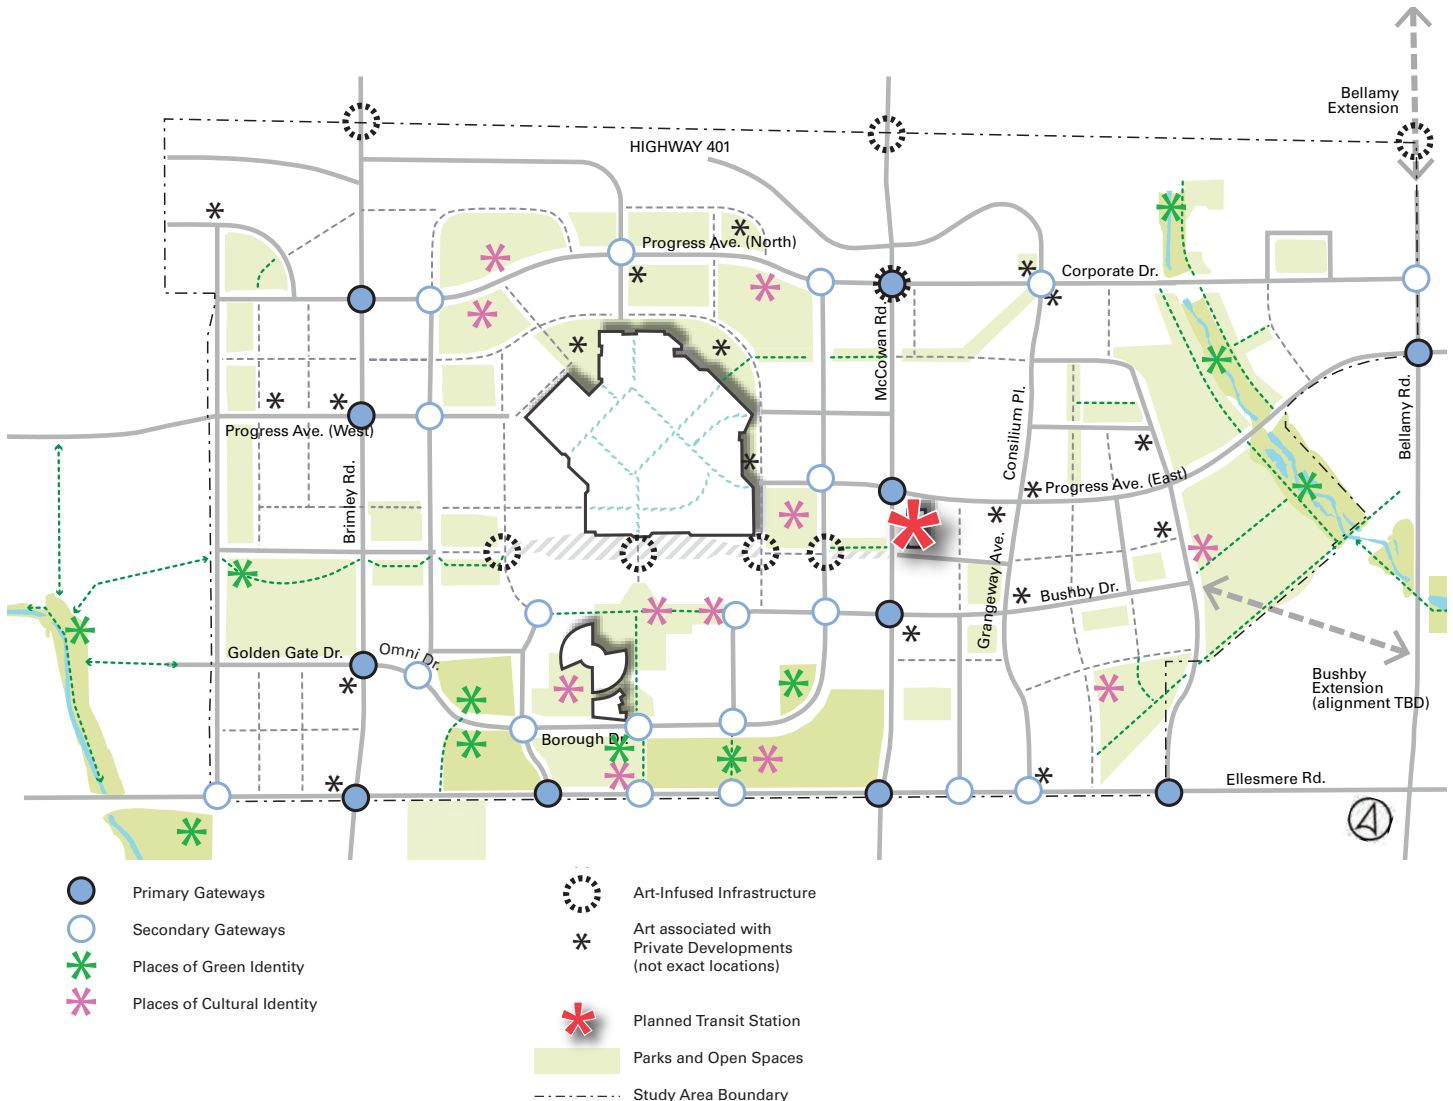 Bellamy
Extension
HIGHWAY 401
Progress Ave. (North)
Corporate Dr.
McCowan Rd.
Consilium Pl.
Bellamy Rd.
Progress Ave. (West)
Brimley Rd.
Progress Ave. (East)
Grangeway Ave.
Bushby Dr.
Golden Gate Dr.
Omni Dr.
Bushby
Extension
(alignment TBD)
Borough Dr.
Ellesmere Rd.
Primary Gateways
Secondary Gateways
Places of Green Identity
Places of Cultural Identity
Art-Infused Infrastructure
Art associated with
Private Developments
(not exact locations)
Planned Transit Station
Parks and Open Spaces
Study Area Boundary